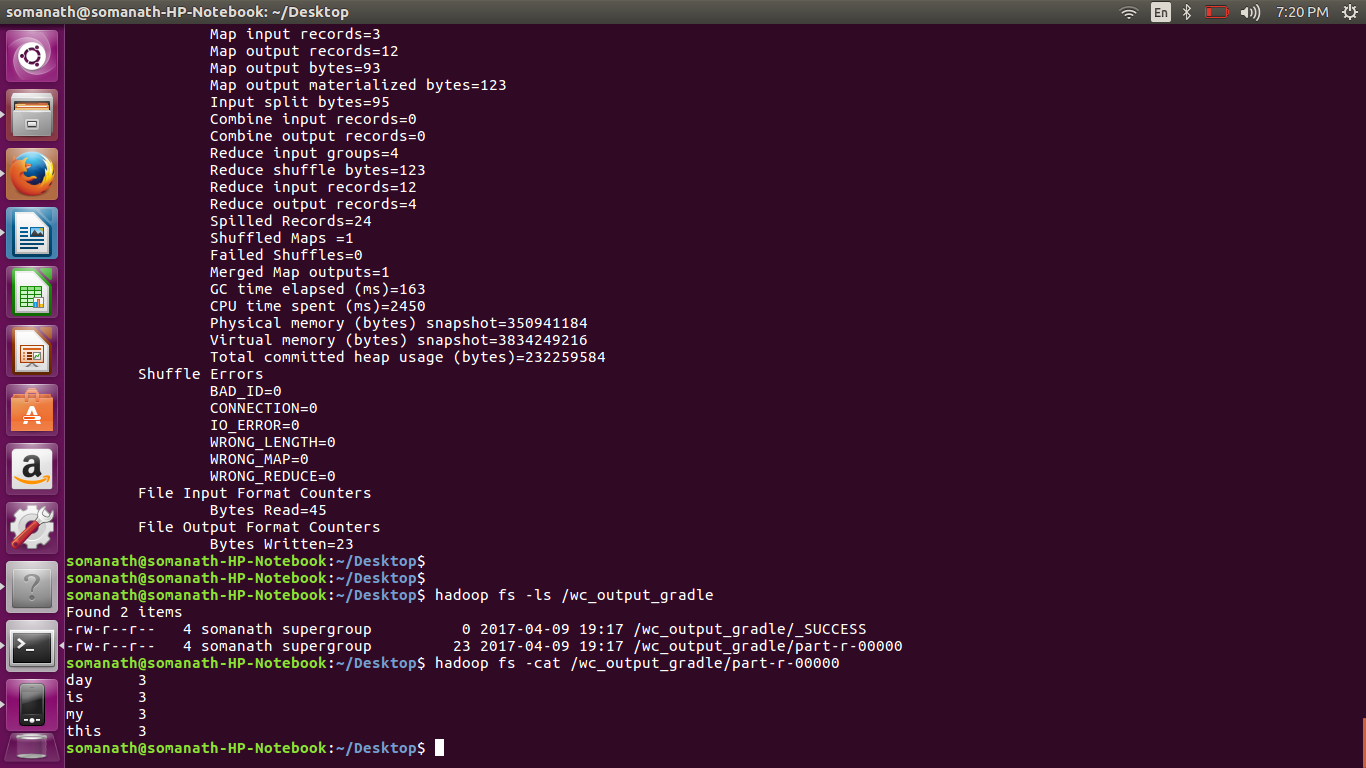 somanath@somanath-HP-Notebook: ~/Desktop
En
7:20 PM
Map input records=3
Map output records=12
Map output bytes=93
Map output materialized bytes=123
Input split bytes=95
Combine input records=0
Combine output records=0
Reduce input groups=4
Reduce shuffle bytes=123
Reduce input records=12
Reduce output records=4
Spilled Records=24
Shuffled Maps =1
Failed Shuffles=0
Merged Map outputs=1
GC time elapsed (ms)=163
CPU time spent (ms)=2450
Physical memory (bytes) snapshot=350941184
Virtual memory (bytes) snapshot=3834249216
Total committed heap usage (bytes)=232259584
Shuffle Errors
BAD_ID=0
CONNECTION=0
IO_ERROR=0
WRONG_LENGTH=0
WRONG_MAP=0
WRONG_REDUCE=0
File Input Format Counters
Bytes Read=45
File Output Format Counters
Bytes Written=23
somanath@somanath-HP-Notebook:~/Desktop$
somanath@somanath-HP-Notebook:~/Desktop$
somanath@somanath-HP-Notebook:~/Desktop$ hadoop fs -ls /wc_output_gradle
Found 2 items
-rw-r--r--   4 somanath supergroup          0 2017-04-09 19:17 /wc_output_gradle/_SUCCESS
-rw-r--r--   4 somanath supergroup         23 2017-04-09 19:17 /wc_output_gradle/part-r-00000
somanath@somanath-HP-Notebook:~/Desktop$ hadoop fs -cat /wc_output_gradle/part-r-00000
day     3
is      3
my      3
this    3
somanath@somanath-HP-Notebook:~/Desktop$